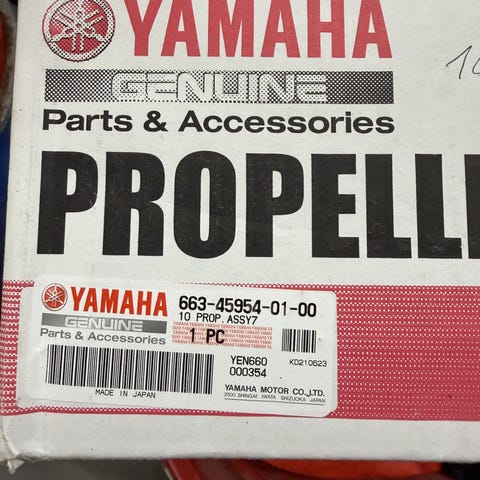 YAMAHA
GENUINE
Parts & Accessories
PROPELL
YAMAHA
GENUINE
Parts & Accessories
663-45954-01-00
10 PROP. ASSY7
1 PC
YEN660
KD210623
000354
MADE IN JAPAN
YAMAHA MOTOR CO.,LTD.
2500 SHINGAI IWATA SHIZUOKA JAPAN